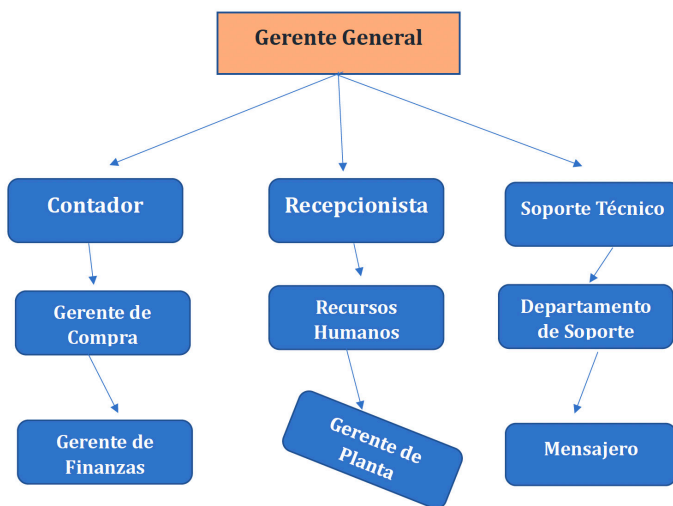 Gerente General
Contador
Recepcionista
Soporte Técnico
Gerente de
Compra
Recursos
Humanos
Departamento
de Soporte
Gerente de
Finanzas
Gerente de
Planta
Mensajero